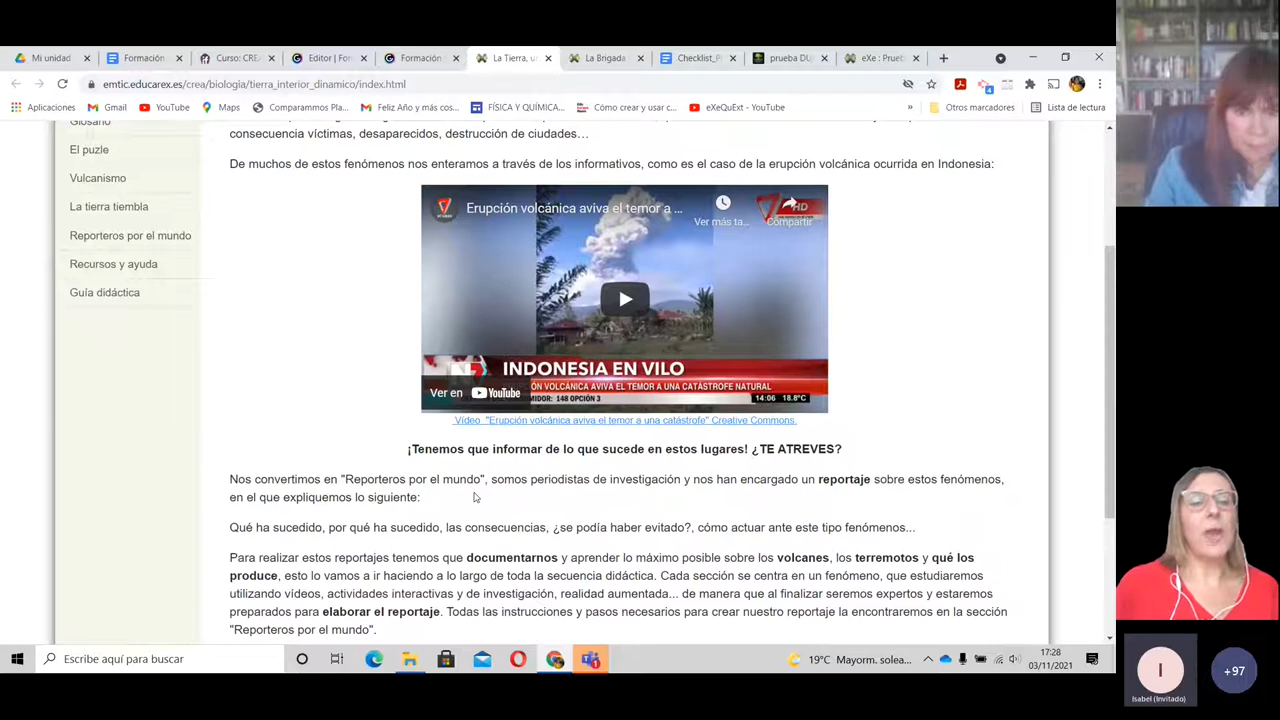 Mi unidad
Formación
Curso: CREA
Editor | Fon
Formación
La Tierra, u
La Brigada
Checklist_P
prueba DU
eXe : Prueb
emtic.educarex.es/crea/biologia/tierra_interior_dinamico/index.html
Aplicaciones
Gmail
YouTube
Maps
Comparamos Plam...
Feliz Año y más cos...
FÍSICA Y QUÍMICA...
Cómo crear y usar c...
eXeQuExt - YouTube
»
Otros marcadores
Lista de lectura
Glosario
El puzle
Vulcanismo
La tierra tiembla
Reporteros por el mundo
Recursos y ayuda
Guía didáctica
consecuencia víctimas, desaparecidos, destrucción de ciudades…
De muchos de estos fenómenos nos enteramos a través de los informativos, como es el caso de la erupción volcánica ocurrida en Indonesia:
Erupción volcánica aviva el temor a ...
Ver más ta...
Compartir
HD
INDONESIA EN VILO
CIÓN VOLCÁNICA AVIVA EL TEMOR A UNA CATÁSTROFE NATURAL
MIDOR: 148 OPCIÓN 3
14:06 18.8°C
Ver en YouTube
Vídeo "Erupción volcánica aviva el temor a una catástrofe" Creative Commons.
¡Tenemos que informar de lo que sucede en estos lugares! ¿TE ATREVES?
Nos convertimos en "Reporteros por el mundo", somos periodistas de investigación y nos han encargado un reportaje sobre estos fenómenos,
en el que expliquemos lo siguiente:
Qué ha sucedido, por qué ha sucedido, las consecuencias, ¿se podía haber evitado?, cómo actuar ante este tipo fenómenos...
Para realizar estos reportajes tenemos que documentarnos y aprender lo máximo posible sobre los volcanes, los terremotos y qué los
produce, esto lo vamos a ir haciendo a lo largo de toda la secuencia didáctica. Cada sección se centra en un fenómeno, que estudiaremos
utilizando vídeos, actividades interactivas y de investigación, realidad aumentada... de manera que al finalizar seremos expertos y estaremos
preparados para elaborar el reportaje. Todas las instrucciones y pasos necesarios para crear nuestro reportaje la encontraremos en la sección
"Reporteros por el mundo".
Escribe aquí para buscar
19°C Mayorm. solea...
17:28
03/11/2021
I
Isabel (Invitado)
+97